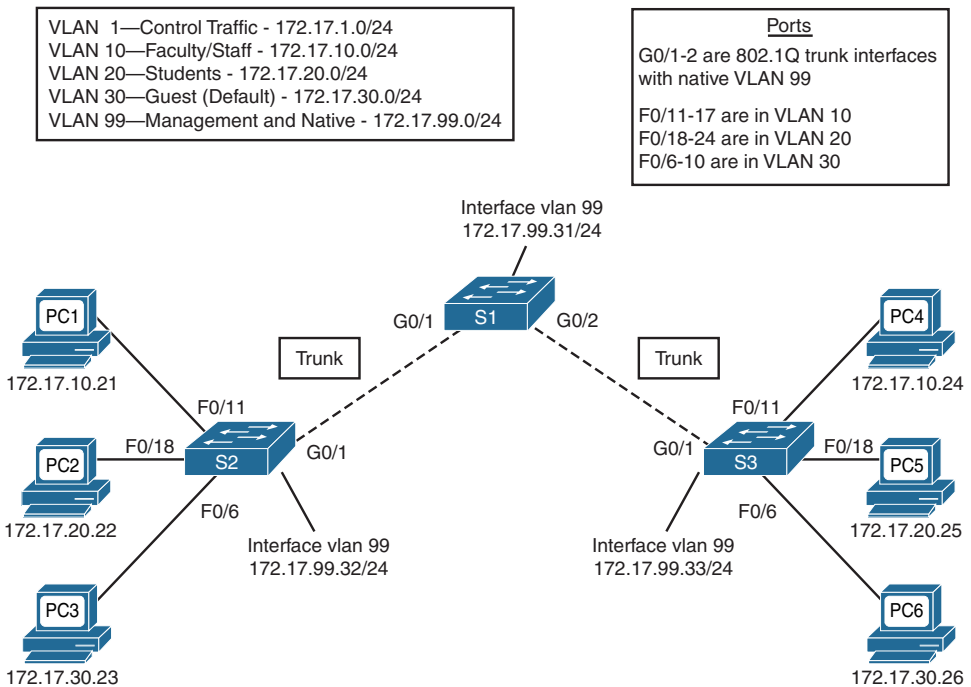 VLAN 1—Control Traffic - 172.17.1.0/24
VLAN 10—Faculty/Staff - 172.17.10.0/24
VLAN 20—Students - 172.17.20.0/24
VLAN 30—Guest (Default) - 172.17.30.0/24
VLAN 99—Management and Native - 172.17.99.0/24
Ports
G0/1-2 are 802.1Q trunk interfaces
with native VLAN 99
F0/11-17 are in VLAN 10
F0/18-24 are in VLAN 20
F0/6-10 are in VLAN 30
Interface vlan 99
172.17.99.31/24
S1
G0/1
G0/2
Trunk
Trunk
PC1
172.17.10.21
PC4
172.17.10.24
F0/11
F0/11
PC2
172.17.20.22
F0/18
S2
G0/1
G0/1
S3
F0/18
PC5
172.17.20.25
F0/6
F0/6
Interface vlan 99
172.17.99.32/24
Interface vlan 99
172.17.99.33/24
PC3
172.17.30.23
PC6
172.17.30.26